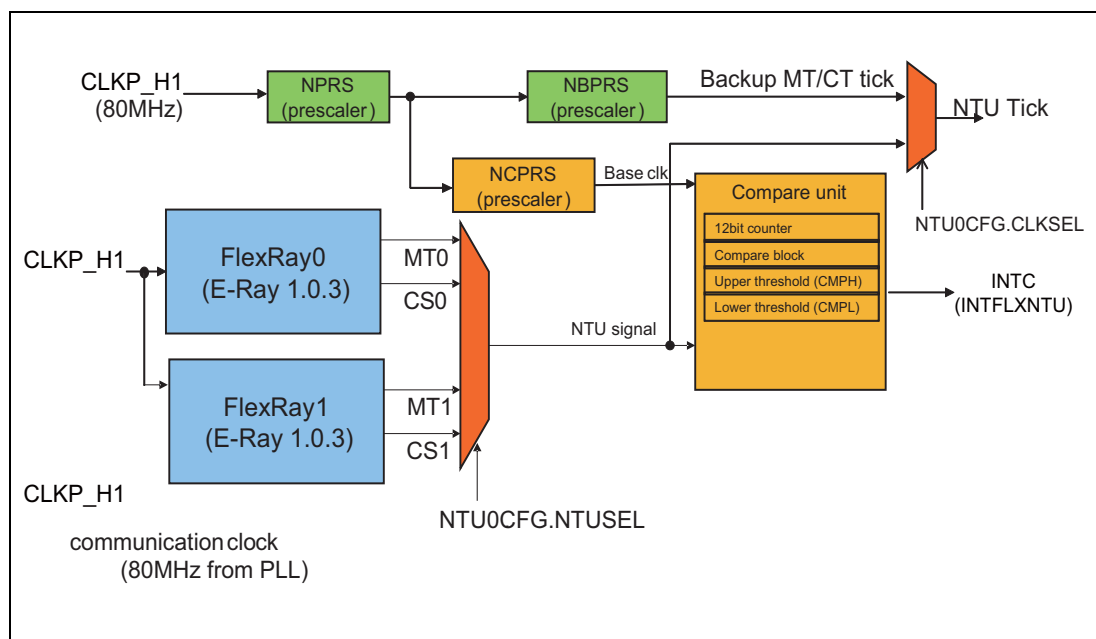 CLKP_H1
(80MHz)
NPRS
(prescaler)
NBPRS
(prescaler)
Backup MT/CT tick
NTU Tick
NCPRS
(prescaler )
Base clk
Compare unit
12bit counter
Compare block
Upper threshold (CMPH)
Lower threshold (CMPL)
NTU0CFG.CLKSEL
INTC
(INTFLXNTU)
CLKP_H1
FlexRay0
(E-Ray 1.0.3)
MT0
CS0
NTU signal
FlexRay1
(E-Ray 1.0.3)
MT1
CS1
CLKP_H1
NTU0CFG.NTUSEL
communication clock
(80MHz from PLL)